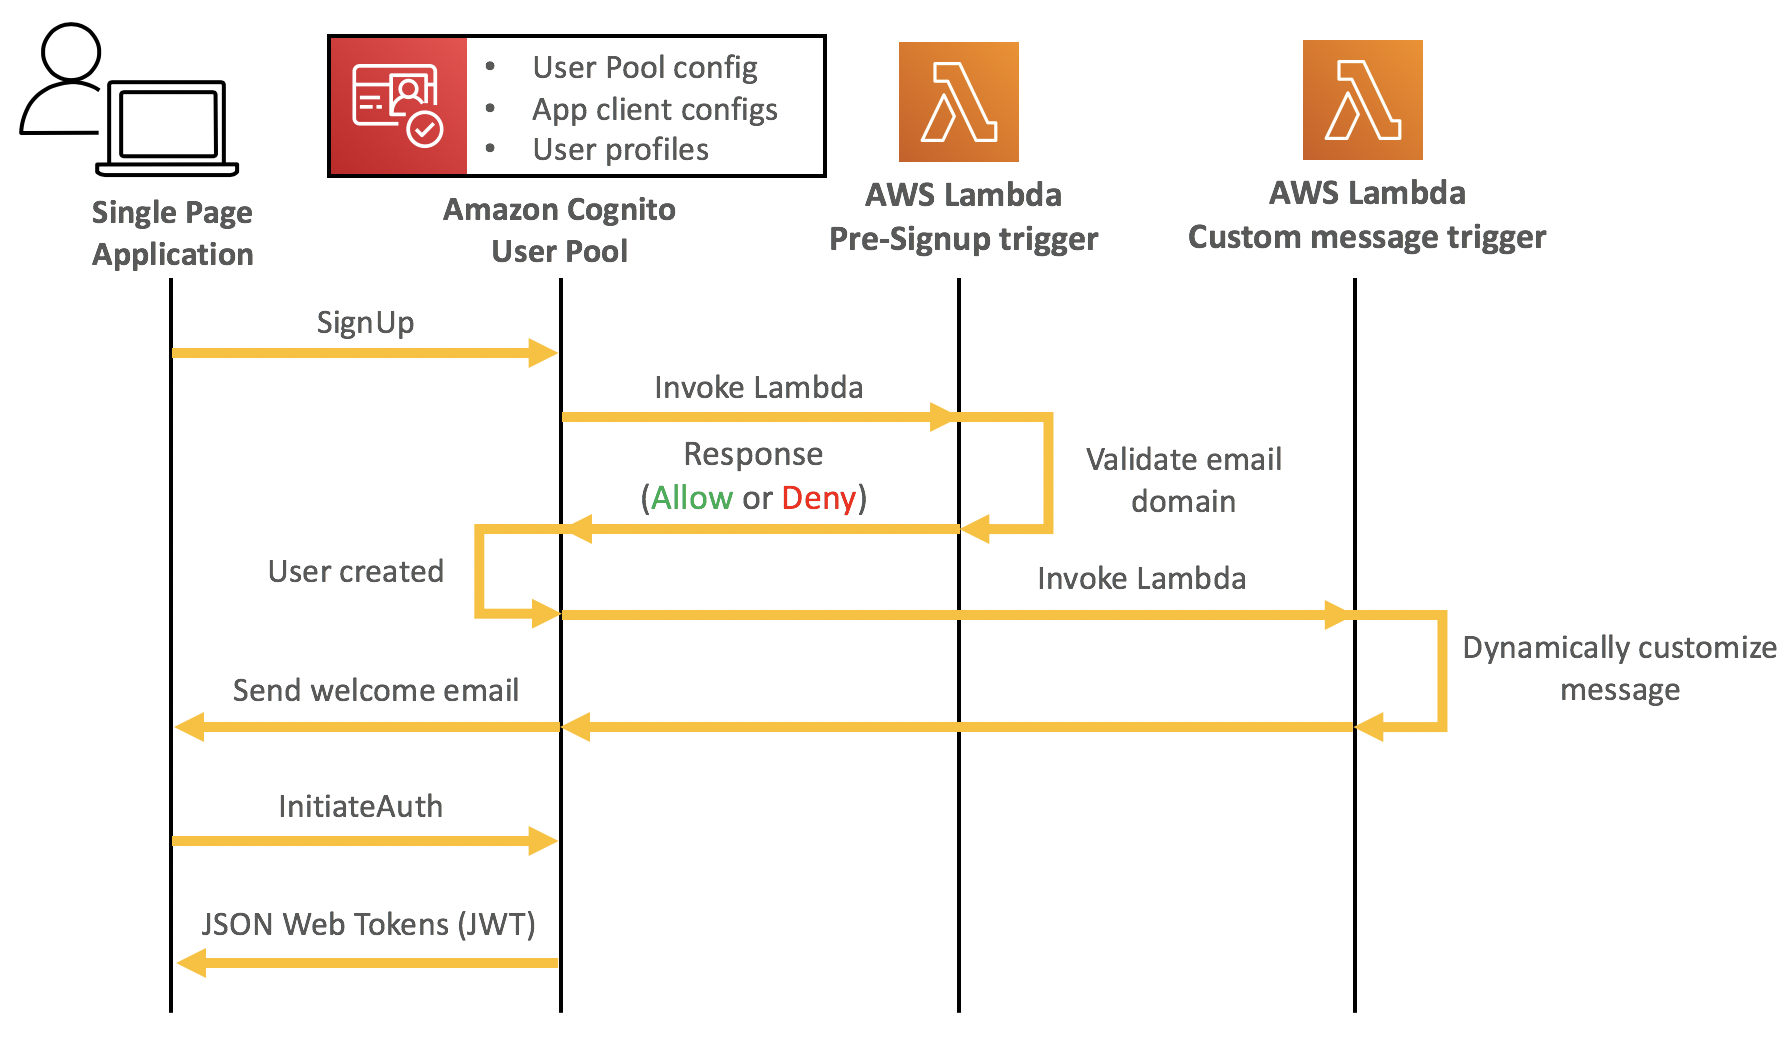 • User Pool config
• App client configs
• User profiles
Single Page
Application
Amazon Cognito
User Pool
AWS Lambda
Pre-Signup trigger
AWS Lambda
Custom message trigger
SignUp
Invoke Lambda
Response
(Allow or Deny)
Validate email
domain
User created
Invoke Lambda
Dynamically customize
message
Send welcome email
InitiateAuth
JSON Web Tokens (JWT)